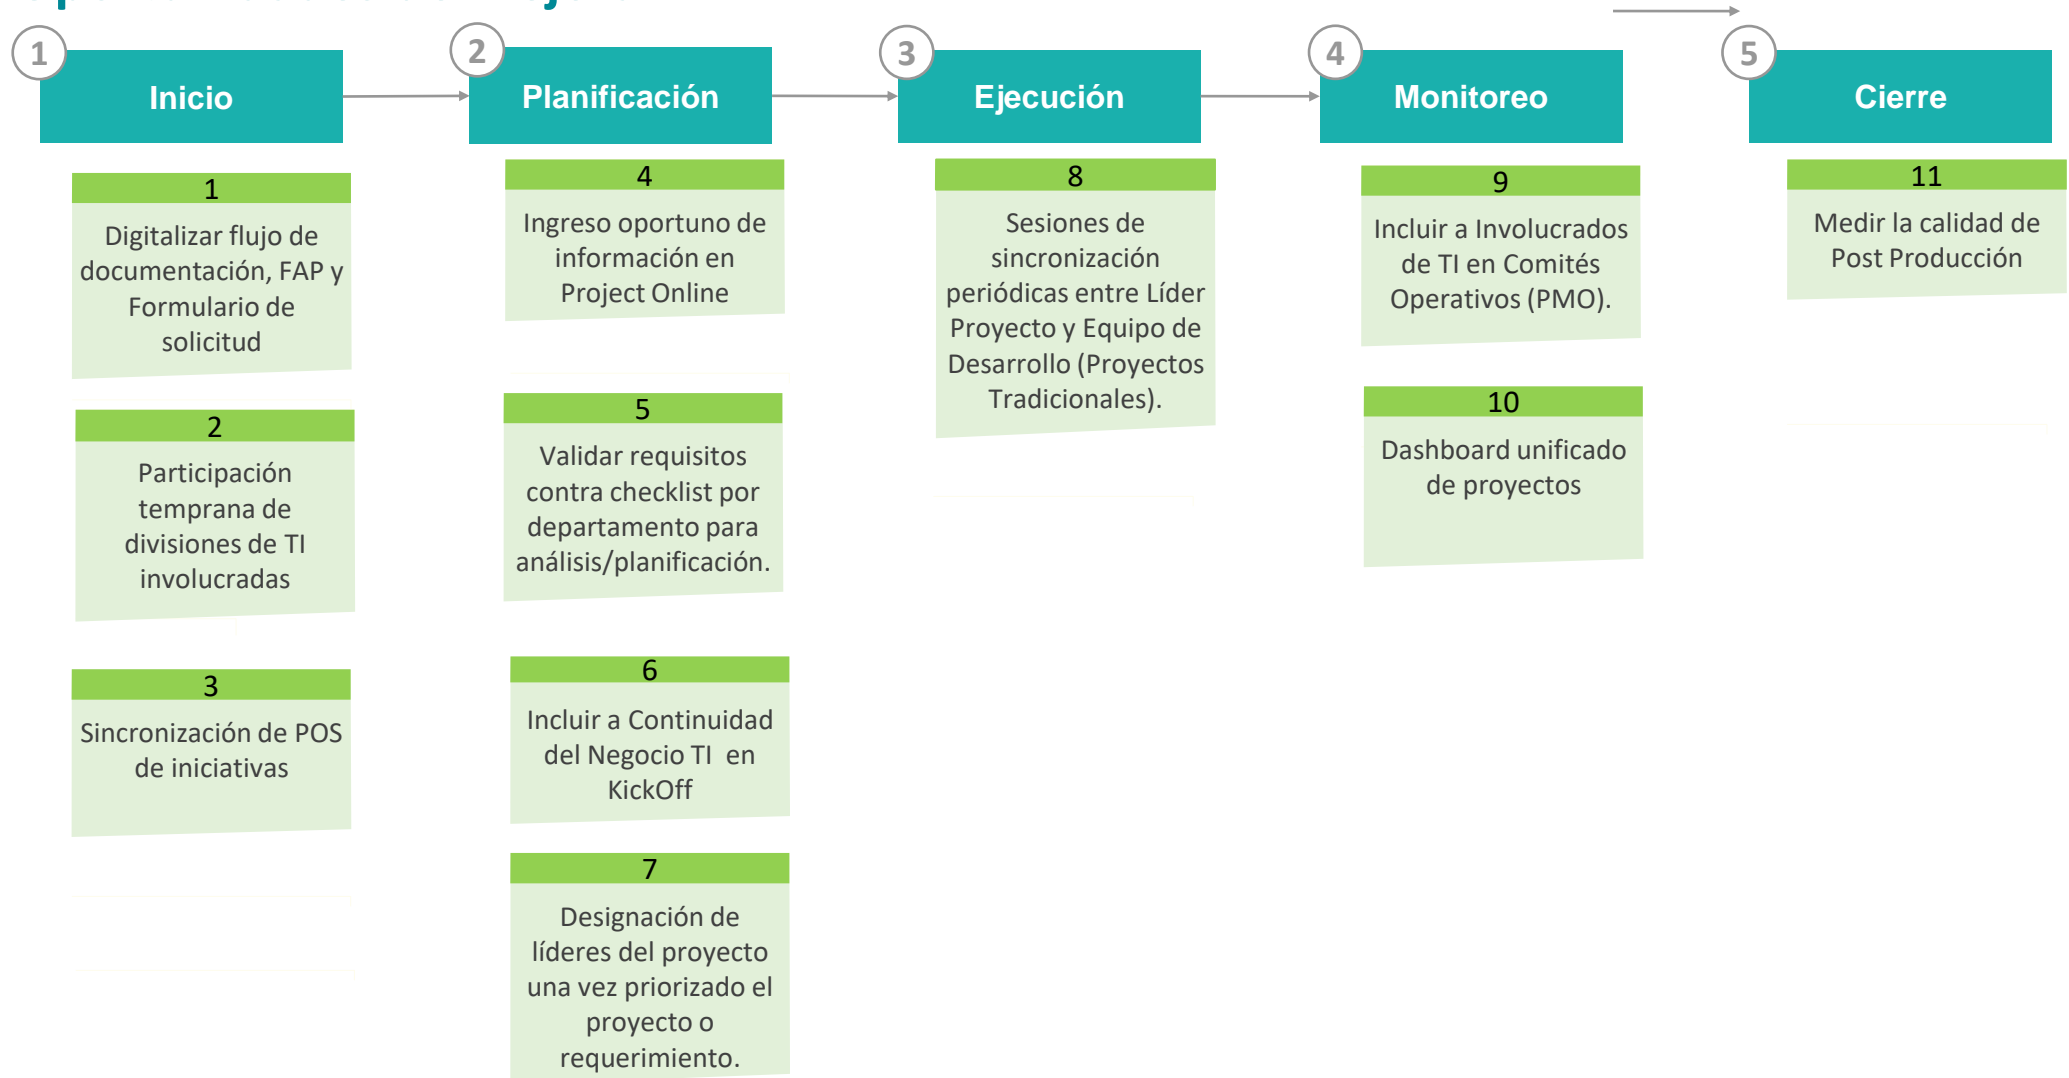 1
Inicio
2
Planificación
3
Ejecución
4
Monitoreo
5
Cierre
1
Digitalizar flujo de
documentación, FAP y
Formulario de
solicitud
2
Participación
temprana de
divisiones de TI
involucradas
3
Sincronización de POS
de iniciativas
4
Ingreso oportuno de
información en
Project Online
5
Validar requisitos
contra checklist por
departamento para
análisis/planificación.
6
Incluir a Continuidad
del Negocio TI en
KickOff
7
Designación de
líderes del proyecto
una vez priorizado el
proyecto o
requerimiento.
8
Sesiones de
sincronización
periódicas entre Líder
Proyecto y Equipo de
Desarrollo (Proyectos
Tradicionales).
9
Incluir a Involucrados
de TI en Comités
Operativos (PMO).
10
Dashboard unificado
de proyectos
11
Medir la calidad de
Post Producción